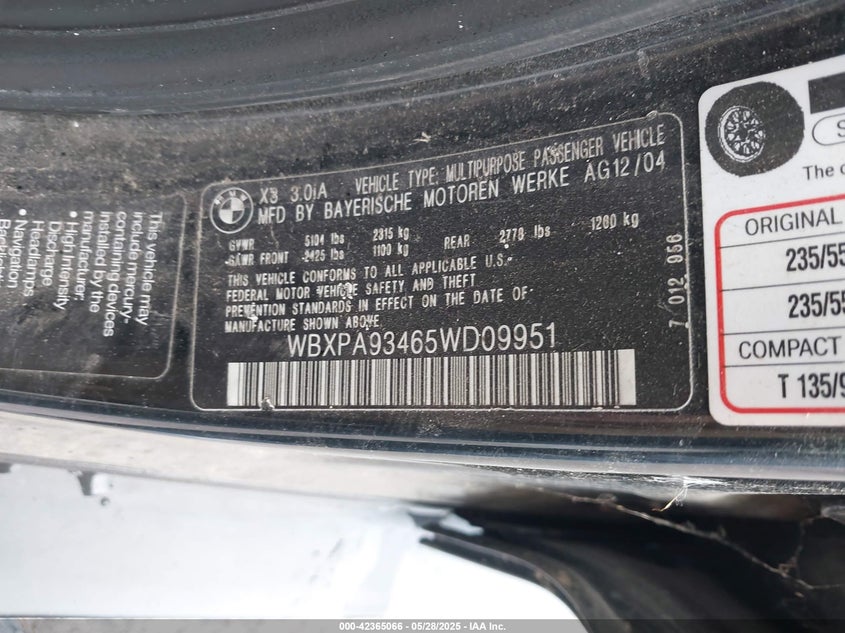 This vehicle may
contain mercury-
containing devices
installed by the
manufacturer:
- High Intensity
Discharge
Headlamps
- Navigation
Backlights
BMW
X3 3.0iA VEHICLE TYPE: MULTIPURPOSE PASSENGER VEHICLE
MFD BY BAYERISCHE MOTOREN WERKE AG12/04
GVWR 5104 lbs 2315 kg
GAWR FRONT 2425 lbs 1100 kg REAR 2778 lbs 1260 kg
THIS VEHICLE CONFORMS TO ALL APPLICABLE U.S.
FEDERAL MOTOR VEHICLE SAFETY AND THEFT
PREVENTION STANDARDS IN EFFECT ON THE DATE OF
MANUFACTURE SHOWN ABOVE
WBXPA93465WD09951
7 012 956
The
ORIGINAL
235/55
235/55
COMPACT
T 135/9
000-42365066 - 05/28/2025 - IAA Inc.